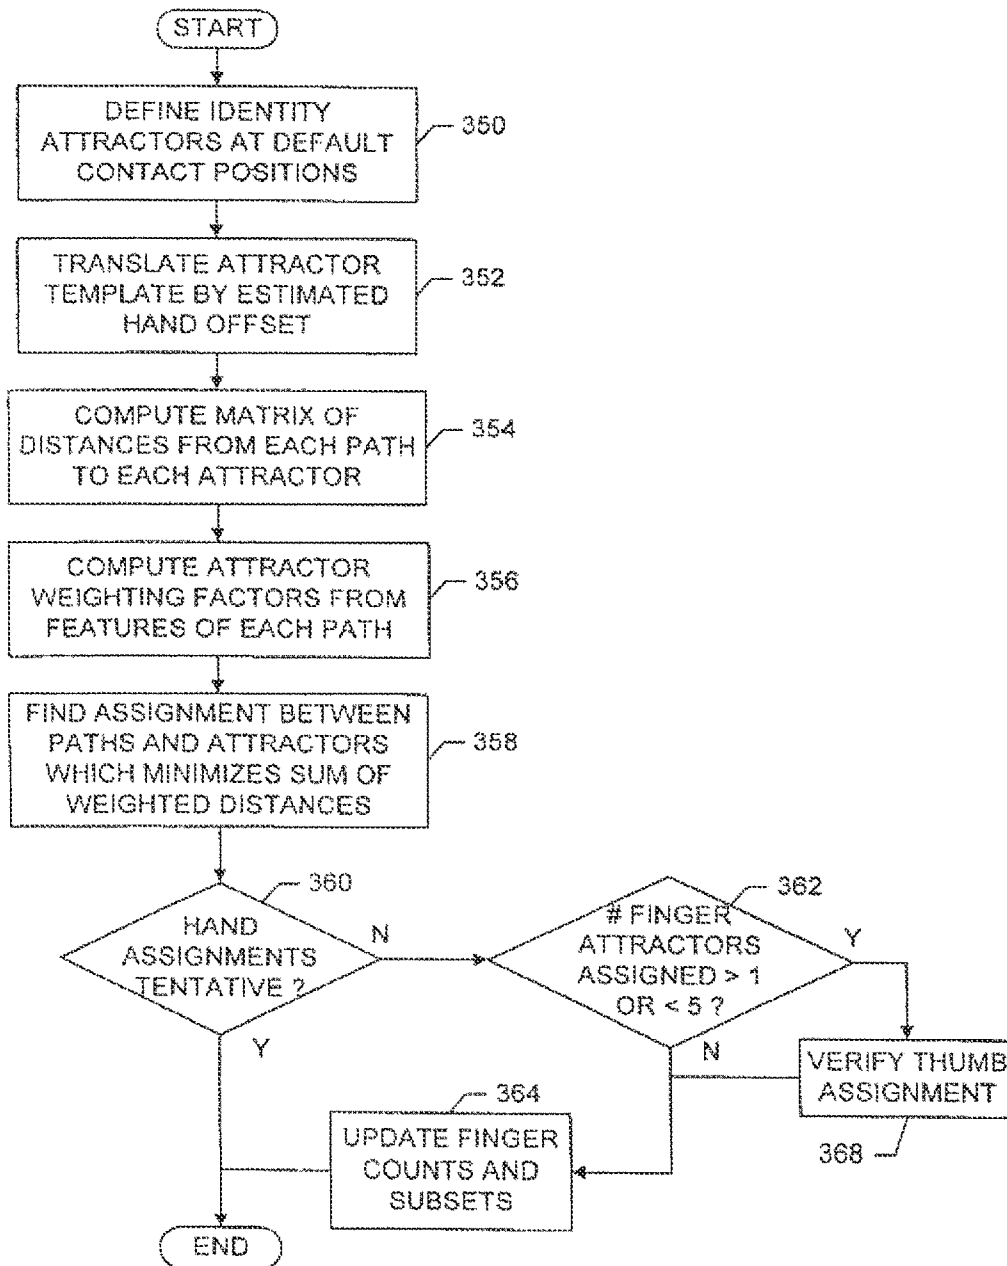 START
DEFINE IDENTITY
ATTRACTORS AT DEFAULT
CONTACT POSITIONS
350
TRANSLATE ATTRACTOR
TEMPLATE BY ESTIMATED
HAND OFFSET
352
COMPUTE MATRIX OF
DISTANCES FROM EACH PATH
TO EACH ATTRACTOR
354
COMPUTE ATTRACTOR
WEIGHTING FACTORS FROM
FEATURES OF EACH PATH
356
FIND ASSIGNMENT BETWEEN
PATHS AND ATTRACTORS
WHICH MINIMIZES SUM OF
WEIGHTED DISTANCES
358
360
HAND
ASSIGNMENTS
TENTATIVE ?
N
Y
362
# FINGER
ATTRACTORS
ASSIGNED > 1
OR < 5 ?
Y
N
VERIFY THUMB
ASSIGNMENT
368
364
UPDATE FINGER
COUNTS AND
SUBSETS
END